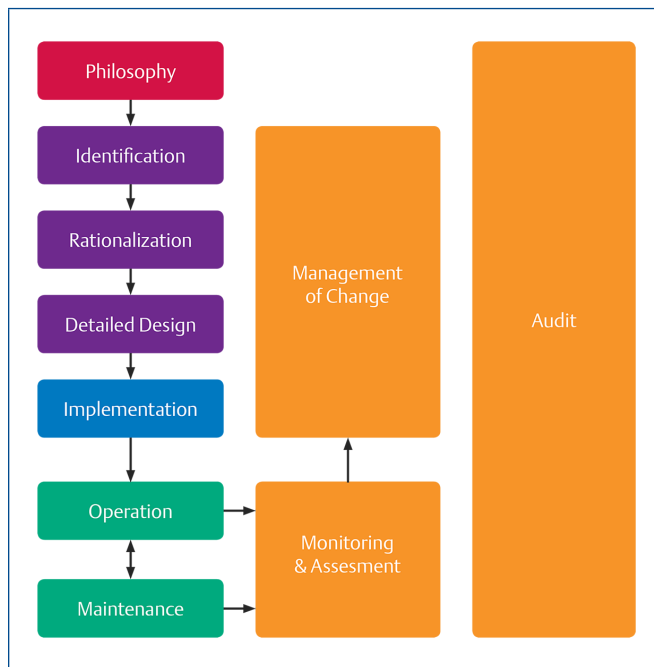 Philosophy
Identification
Rationalization
Detailed Design
Implementation
Operation
Maintenance
Management
of Change
Monitoring
& Assesment
Audit